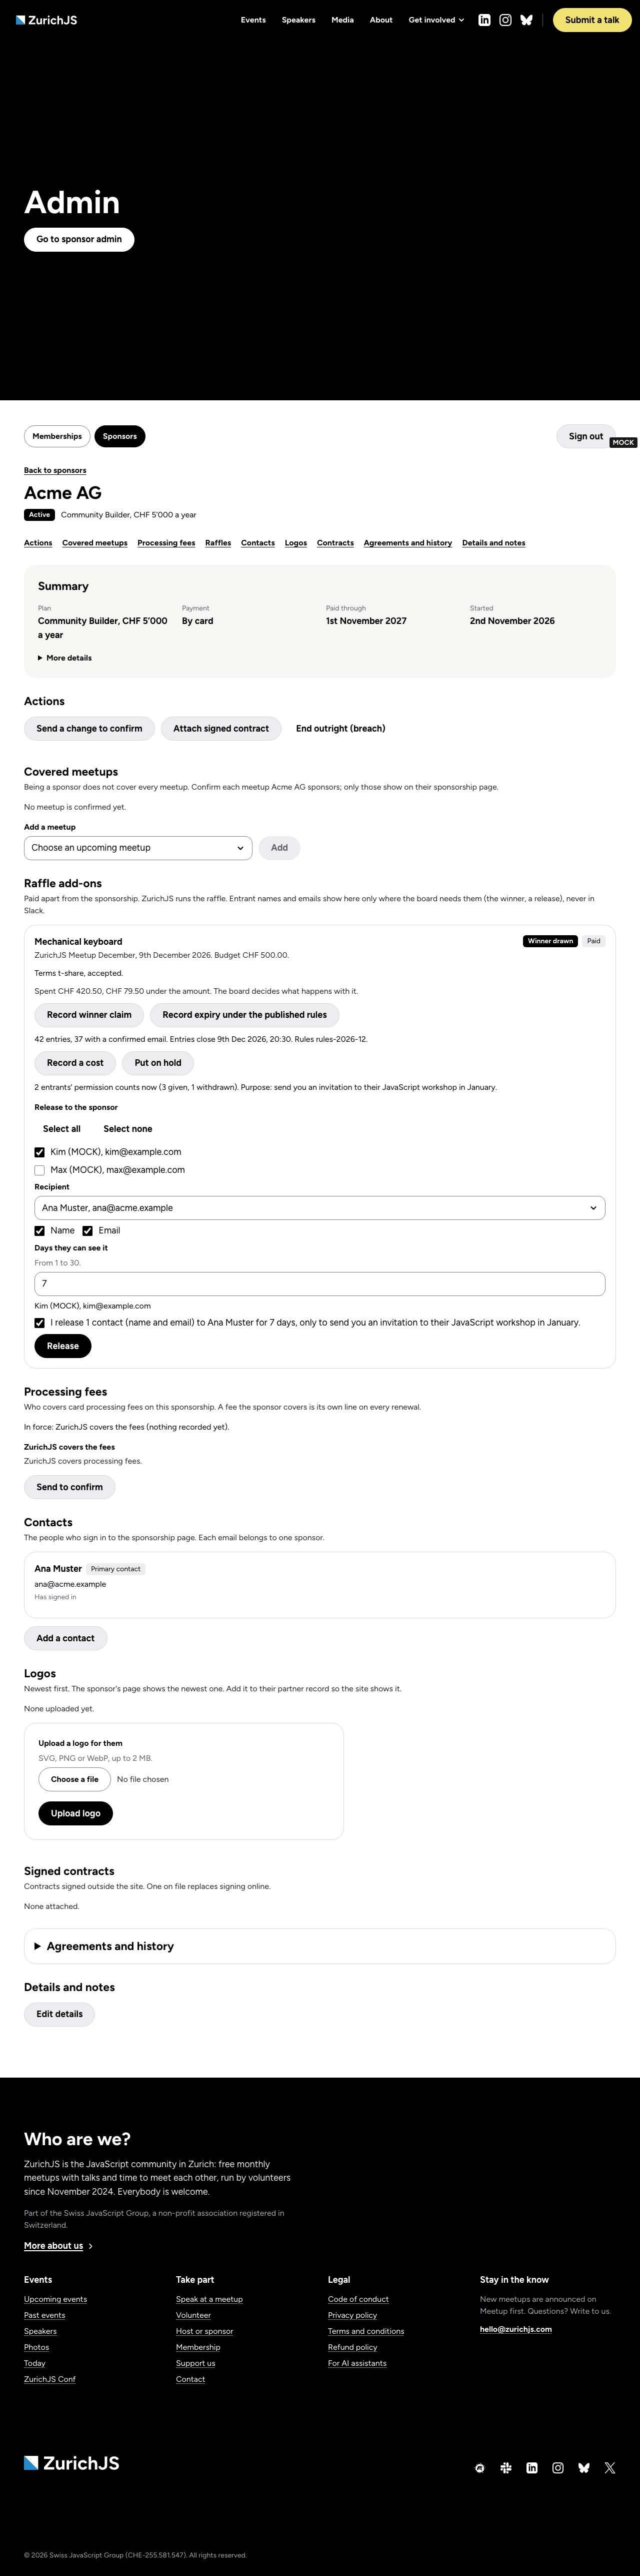 ZurichJS
Events Speakers Media About Get involved
Submit a talk
Admin
Go to sponsor admin
Memberships Sponsors
Sign out
MOCK
Back to sponsors
Acme AG
Active Community Builder, CHF 5'000 a year
Actions Covered meetups Processing fees Raffles Contacts Logos Contracts Agreements and history Details and notes
Summary
Plan Payment Paid through Started
Community Builder, CHF 5'000 By card 1st November 2027 2nd November 2026
a year
More details
Actions
Send a change to confirm Attach signed contract End outright (breach)
Covered meetups
Being a sponsor does not cover every meetup. Confirm each meetup Acme AG sponsors; only those show on their sponsorship page.
No meetup is confirmed yet.
Add a meetup
Choose an upcoming meetup Add
Raffle add-ons
Paid apart from the sponsorship. ZurichJS runs the raffle. Entrant names and emails show here only where the board needs them (the winner, a release), never in
Slack.
Mechanical keyboard Winner drawn Paid
ZurichJS Meetup December, 9th December 2026. Budget CHF 500.00.
Terms t-share, accepted.
Spent CHF 420.50, CHF 79.50 under the amount. The board decides what happens with it.
Record winner claim Record expiry under the published rules
42 entries, 37 with a confirmed email. Entries close 9th Dec 2026, 20:30. Rules rules-2026-12.
Record a cost Put on hold
2 entrants' permission counts now (3 given, 1 withdrawn). Purpose: send you an invitation to their JavaScript workshop in January.
Release to the sponsor
Select all Select none
Kim (MOCK), kim@example.com
Max (MOCK), max@example.com
Recipient
Ana Muster, ana@acme.example
Name Email
Days they can see it
From 1 to 30.
7
Kim (MOCK), kim@example.com
I release 1 contact (name and email) to Ana Muster for 7 days, only to send you an invitation to their JavaScript workshop in January.
Release
Processing fees
Who covers card processing fees on this sponsorship. A fee the sponsor covers is its own line on every renewal.
In force: ZurichJS covers the fees (nothing recorded yet).
ZurichJS covers the fees
ZurichJS covers processing fees.
Send to confirm
Contacts
The people who sign in to the sponsorship page. Each email belongs to one sponsor.
Ana Muster Primary contact
ana@acme.example
Has signed in
Add a contact
Logos
Newest first. The sponsor's page shows the newest one. Add it to their partner record so the site shows it.
None uploaded yet.
Upload a logo for them
SVG, PNG or WebP, up to 2 MB.
Choose a file No file chosen
Upload logo
Signed contracts
Contracts signed outside the site. One on file replaces signing online.
None attached.
Agreements and history
Details and notes
Edit details
Who are we?
ZurichJS is the JavaScript community in Zurich: free monthly
meetups with talks and time to meet each other, run by volunteers
since November 2024. Everybody is welcome.
Part of the Swiss JavaScript Group, a non-profit association registered in
Switzerland.
More about us
Events Take part Legal Stay in the know
Upcoming events Speak at a meetup Code of conduct New meetups are announced on
Past events Volunteer Privacy policy Meetup first. Questions? Write to us.
Speakers Host or sponsor Terms and conditions hello@zurichjs.com
Photos Membership Refund policy
Today Support us For AI assistants
ZurichJS Conf Contact
ZurichJS
© 2026 Swiss JavaScript Group (CHE-255.581.547). All rights reserved.